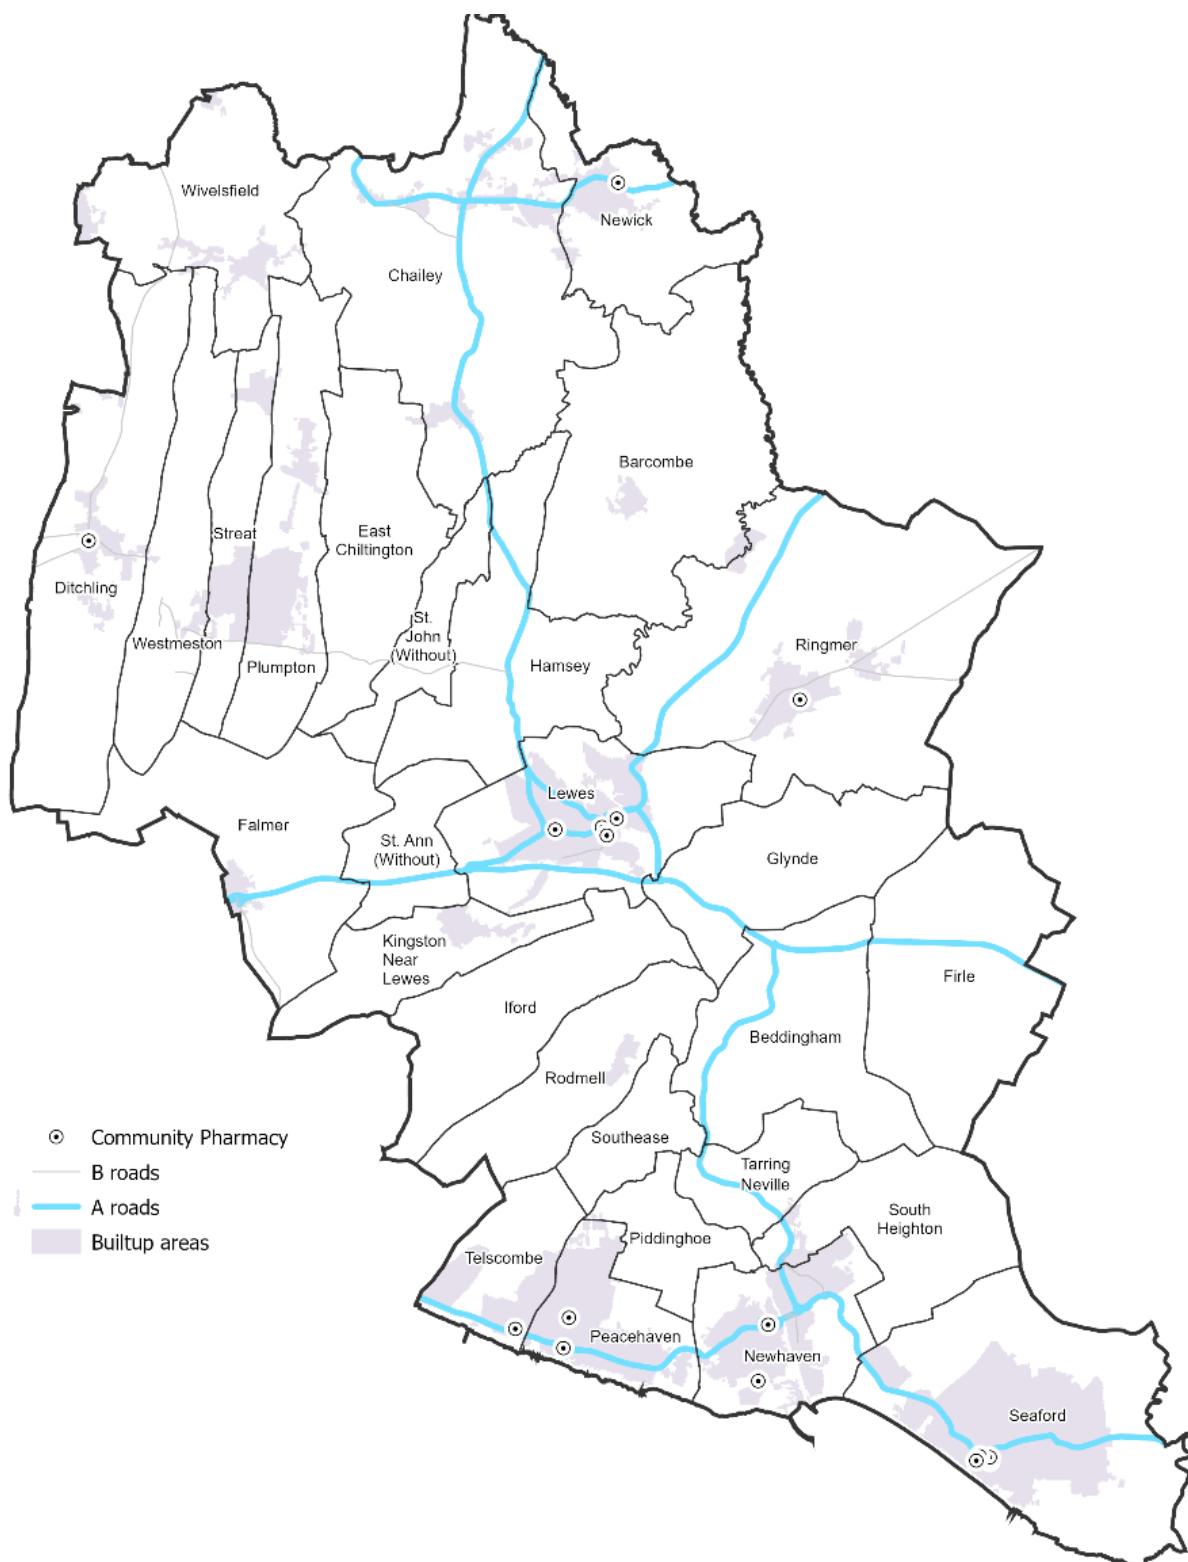 Wivelsfield
Newick
Chailey
Barcombe
Streat
East
Chiltington
Ditchling
St.
John
(Without)
Westmeston
Plumpton
Hamsey
Ringmer
Lewes
Falmer
St. Ann
(Without)
Glynde
Kingston
Near
Lewes
Firle
Iford
Beddingham
Rodmell
Southease
Tarring
Neville
South
Heighton
Piddinghoe
Telscombe
Peacehaven
Newhaven
Seaford
Community Pharmacy
B roads
A roads
Builtup areas